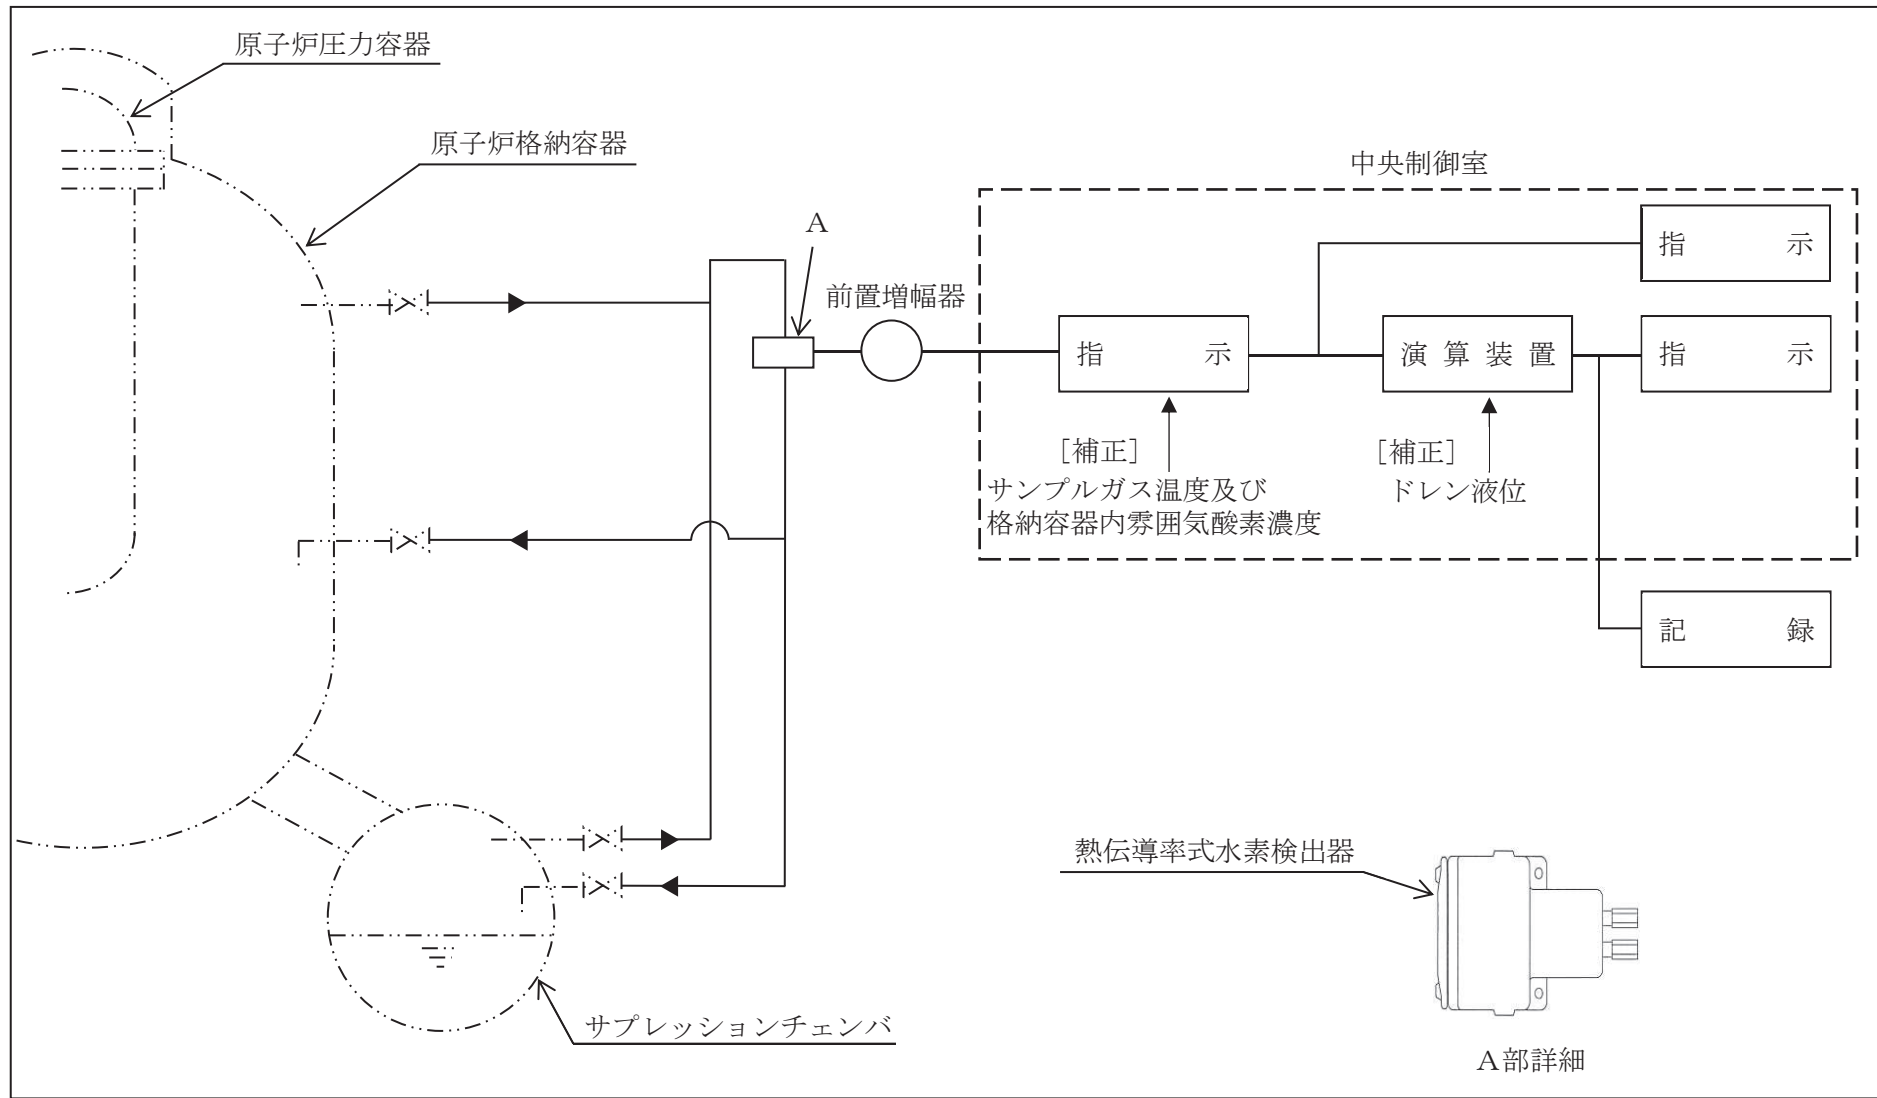 原子炉圧力容器
原子炉格納容器
中央制御室
A
指示
前置増幅器
指示
演算装置
指示
[補正]
サンプルガス温度及び
格納容器内雰囲気酸素濃度
[補正]
ドレン液位
記録
熱伝導率式水素検出器
サプレッションチェンバ
A部詳細